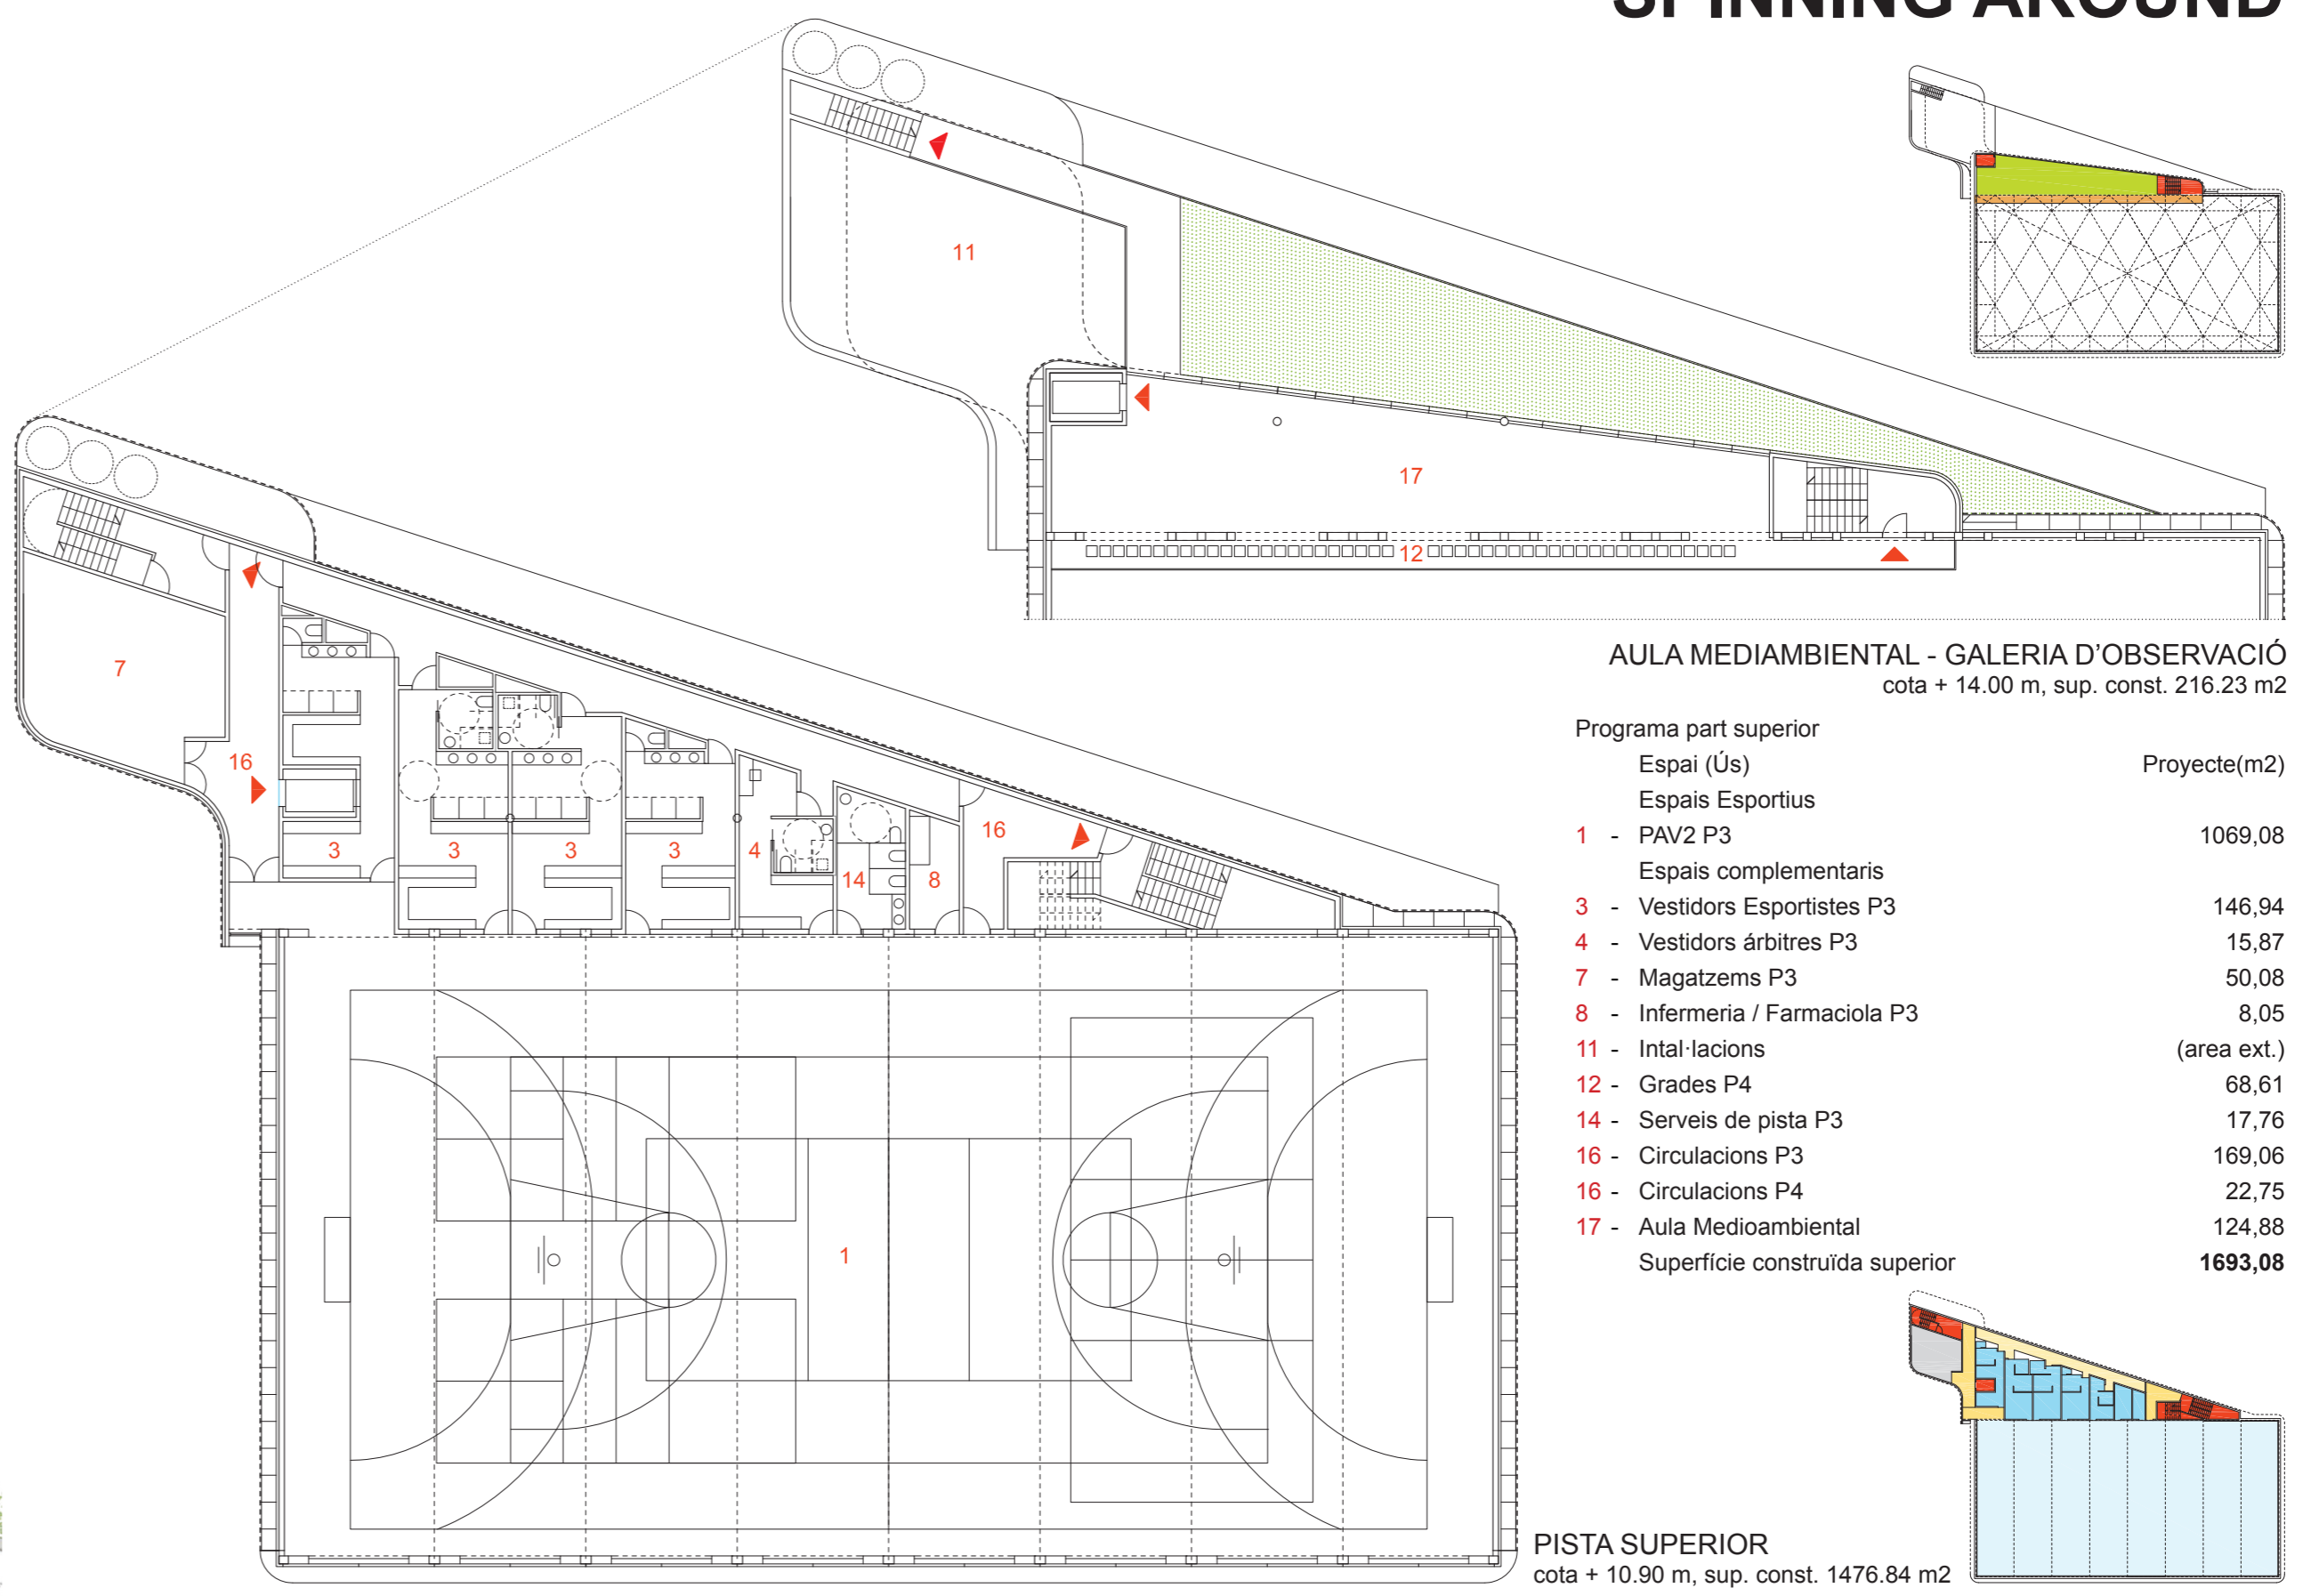 SPINNING AROUND
11
17
12
7
16
3
3
3
3
4
14
8
16
1
AULA MEDIAMBIENTAL - GALERIA D'OBSERVACIÓ
cota + 14.00 m, sup. const. 216.23 m2
Programa part superior
Espai (Ús) Proyecte(m2)
Espais Esportius
1 - PAV2 P3 1069,08
Espais complementaris
3 - Vestidors Esportistes P3 146,94
4 - Vestidors árbitres P3 15,87
7 - Magatzems P3 50,08
8 - Infermeria / Farmaciola P3 8,05
11 - Intal·lacions (area ext.)
12 - Grades P4 68,61
14 - Serveis de pista P3 17,76
16 - Circulacions P3 169,06
16 - Circulacions P4 22,75
17 - Aula Medioambiental 124,88
Superfície construïda superior 1693,08
PISTA SUPERIOR
cota + 10.90 m, sup. const. 1476.84 m2